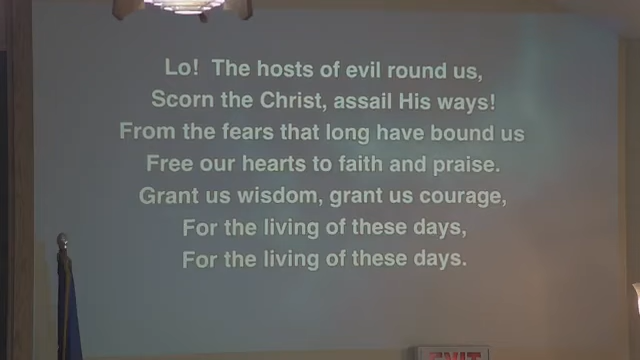 Lo! The hosts of evil round us,
Scorn the Christ, assail His ways!
From the fears that long have bound us
Free our hearts to faith and praise.
Grant us wisdom, grant us courage,
For the living of these days,
For the living of these days.
EXIT